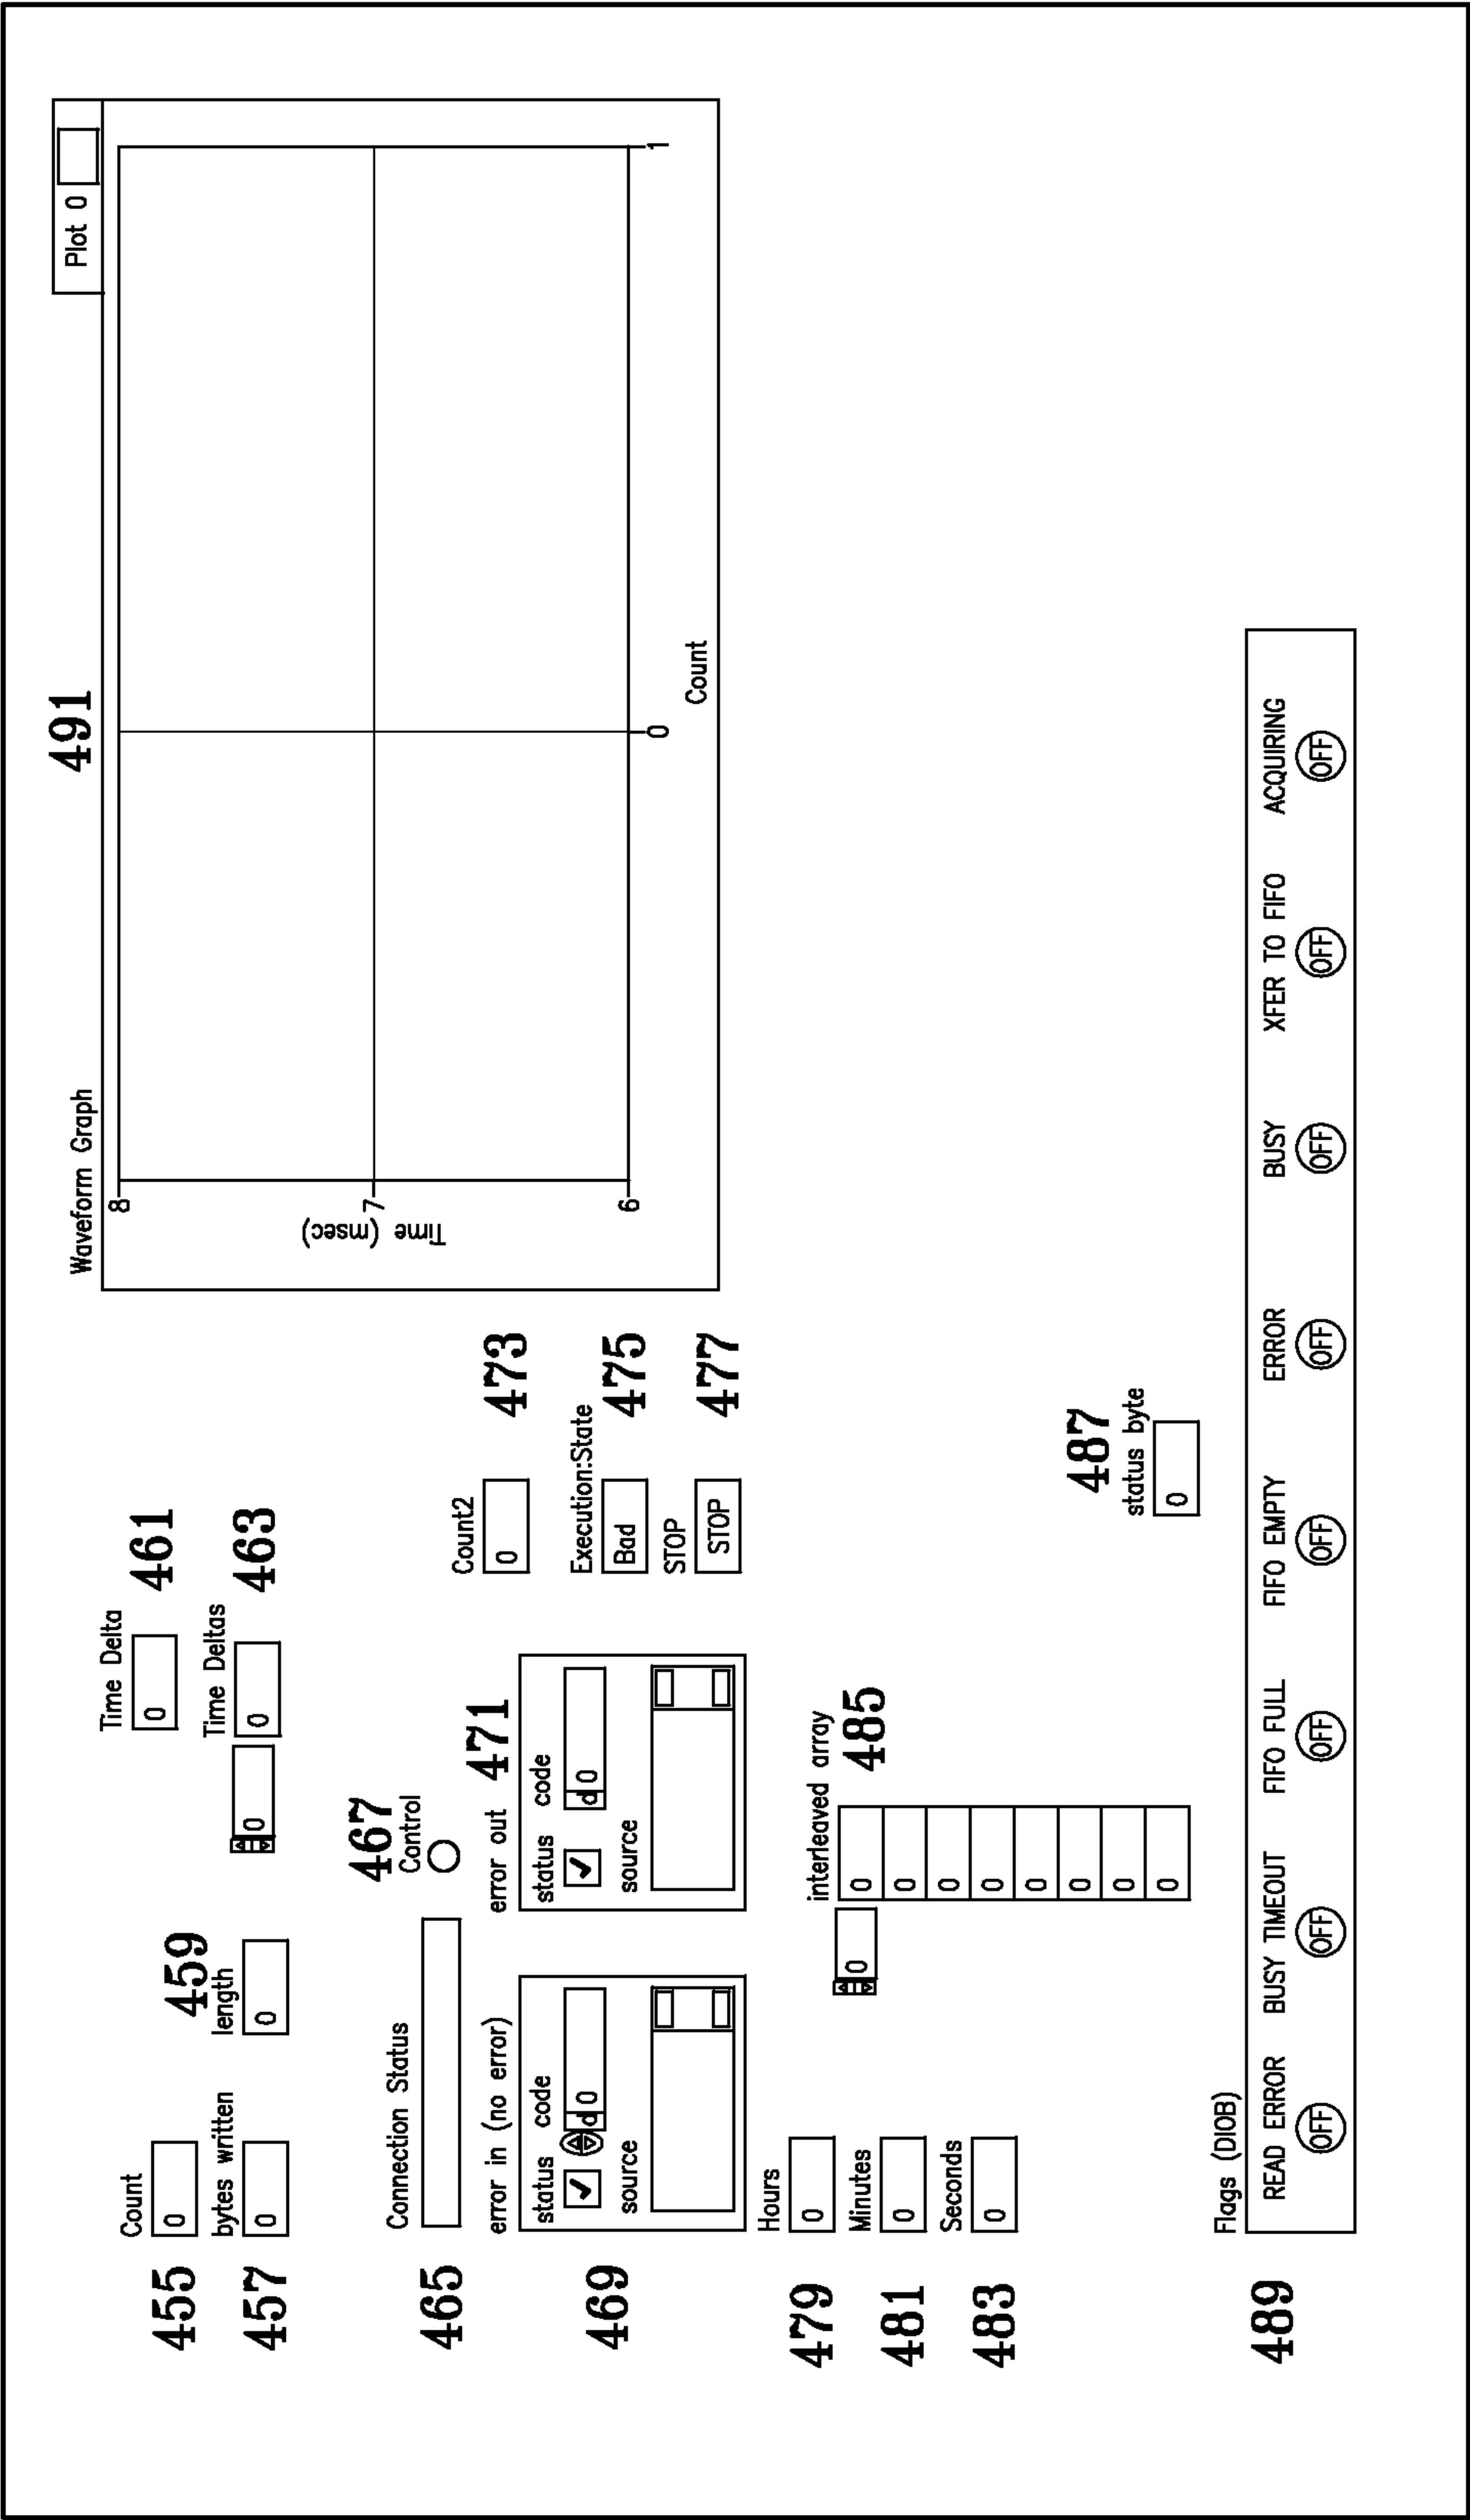 491
Waveform Graph
Plot 0
8
7
6
Time (msec)
0
1
Count
455
Count
0
457
bytes written
0
459
length
0
Time Delta
461
0
Time Deltas
463
0
0
465
Connection Status
467
Control
469
error in (no error)
status
code
d 0
source
error out
471
status
code
d 0
source
Count2
473
0
Execution:State
475
Bad
STOP
477
STOP
479
Hours
0
481
Minutes
0
483
Seconds
0
interleaved array
485
0
0
0
0
0
0
0
0
0
487
status byte
0
489
Flags (DIOB)
READ ERROR
BUSY TIMEOUT
FIFO FULL
FIFO EMPTY
ERROR
BUSY
XFER TO FIFO
ACQUIRING
OFF
OFF
OFF
OFF
OFF
OFF
OFF
OFF